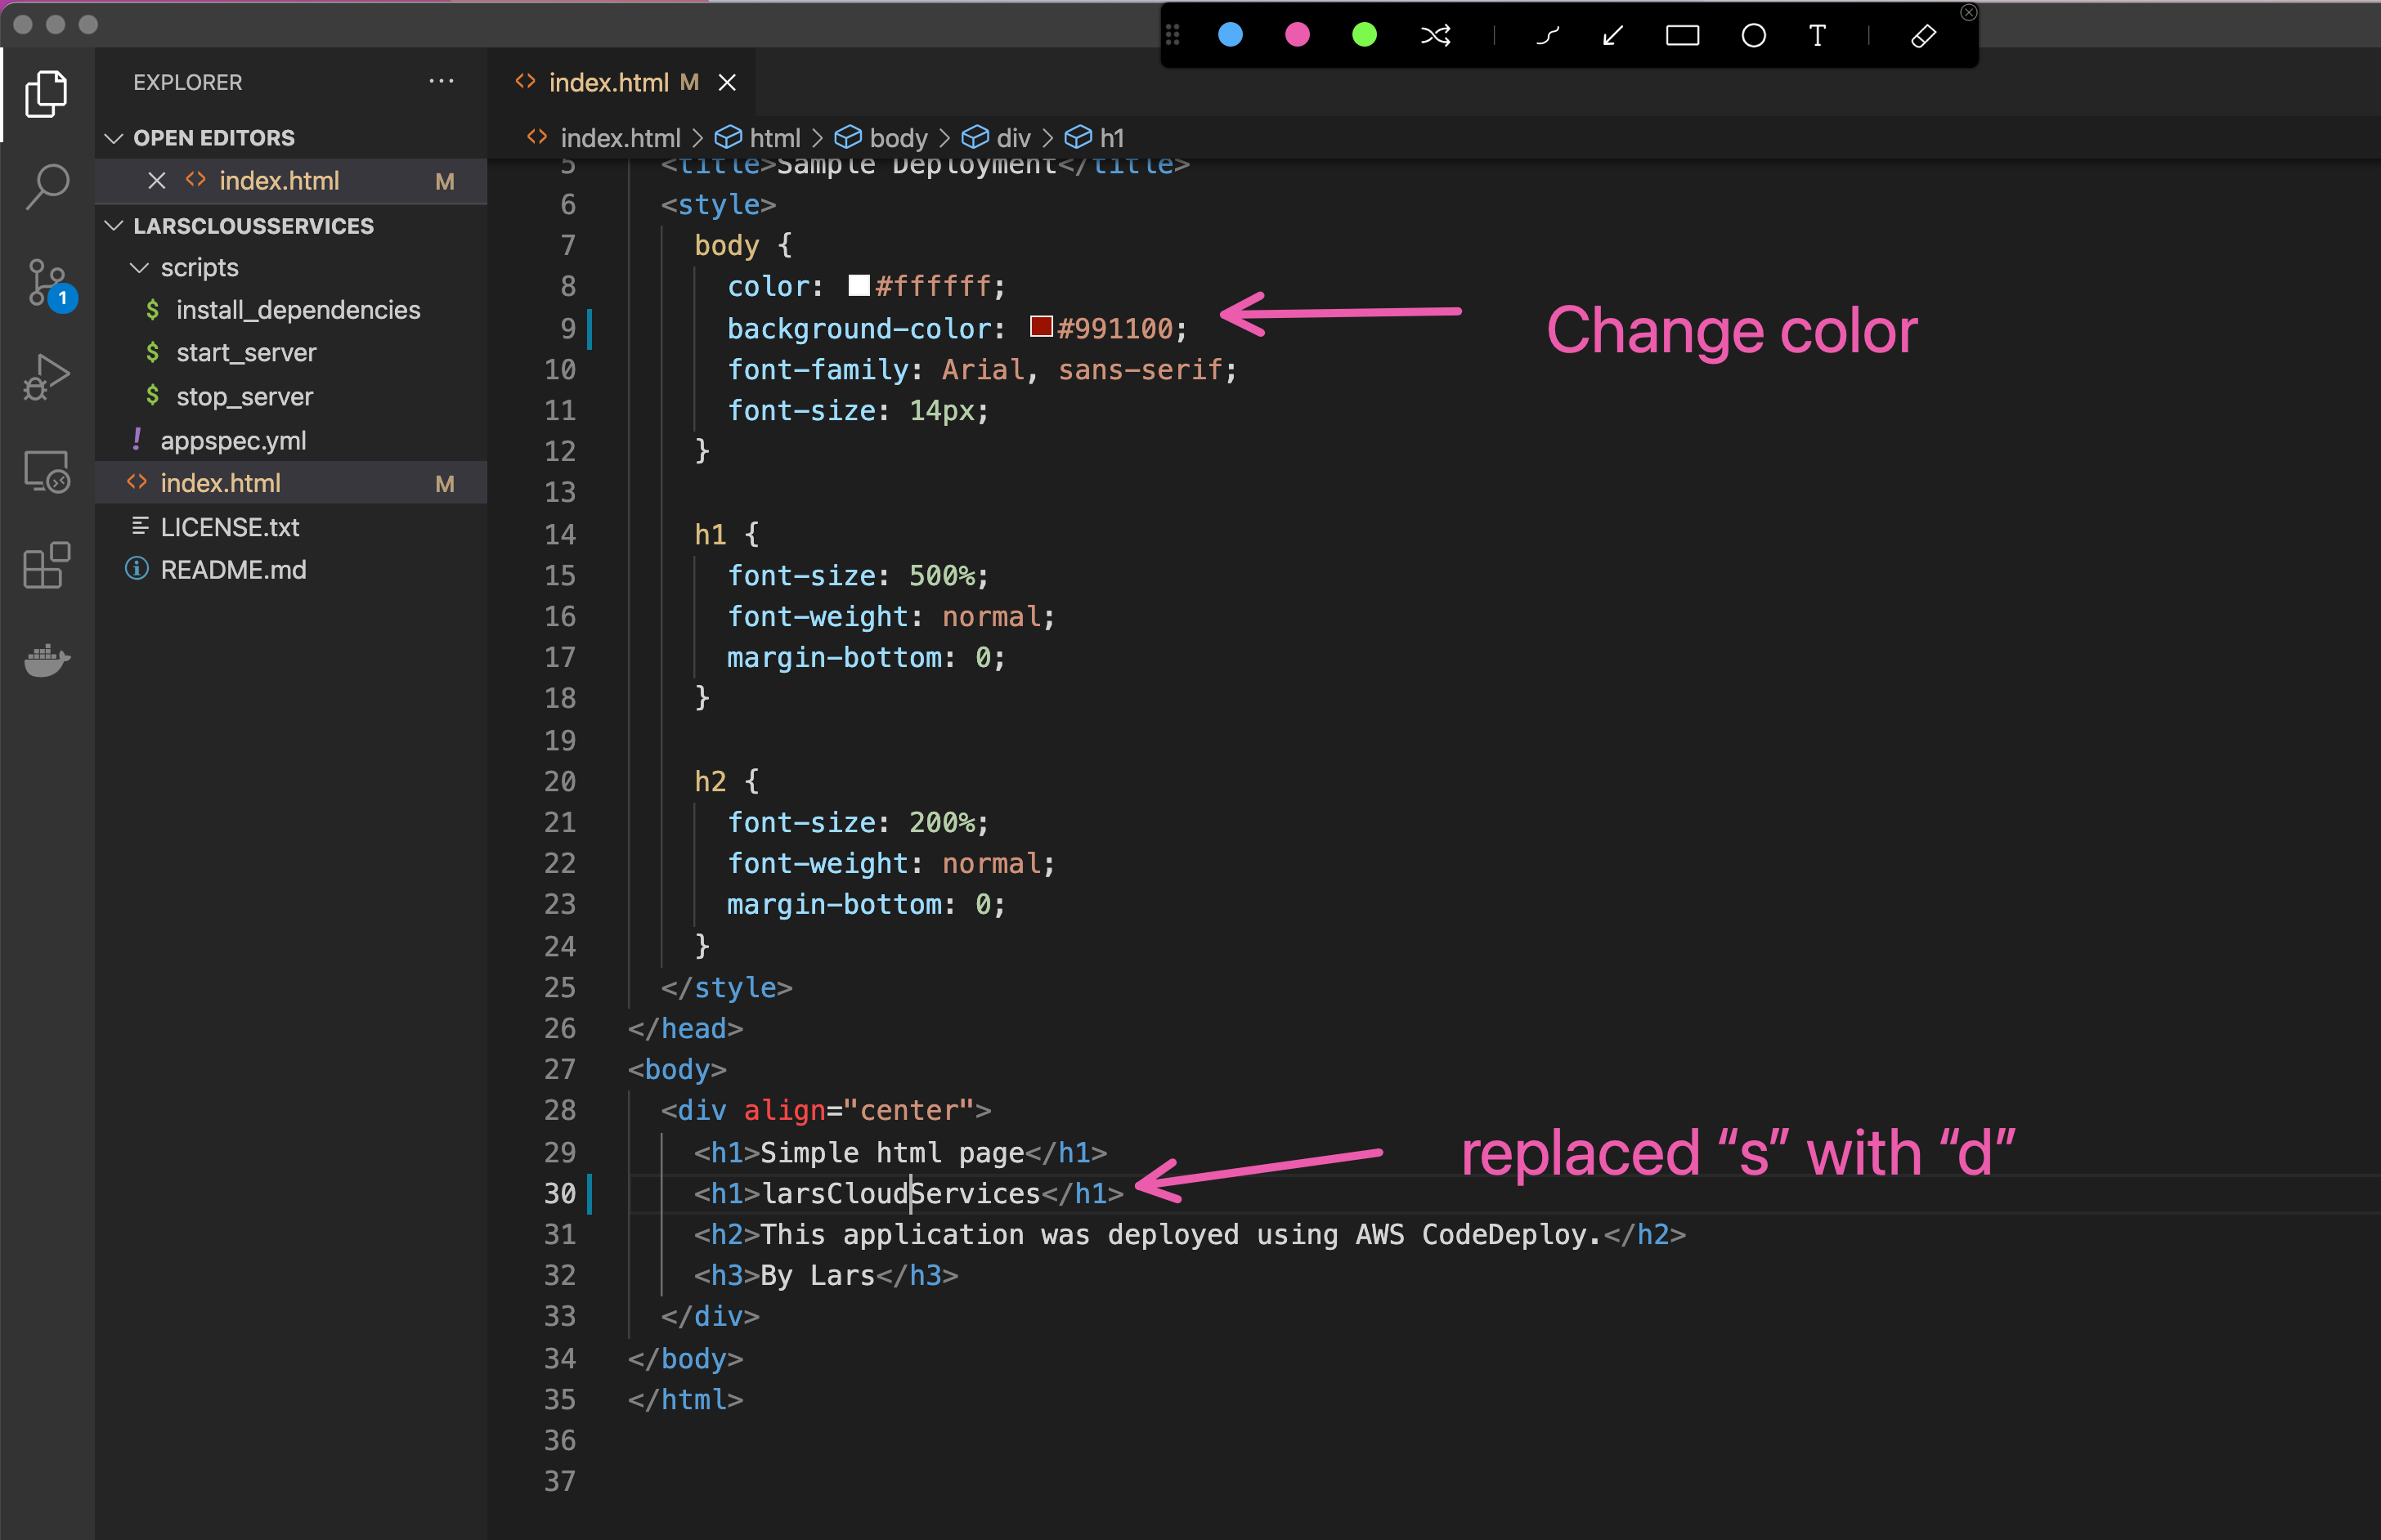 EXPLORER ...
OPEN EDITORS
index.html M
LARSCLOUSSERVICES
scripts
$ install_dependencies
$ start_server
$ stop_server
! appspec.yml
index.html M
LICENSE.txt
README.md
1
T
index.html M
index.html > html > body > div > h1
5 <title>Sample Deployment</title>
6 <style>
7 body {
8 color: #ffffff;
9 background-color: #991100;
10 font-family: Arial, sans-serif;
11 font-size: 14px;
12 }
13
14 h1 {
15 font-size: 500%;
16 font-weight: normal;
17 margin-bottom: 0;
18 }
19
20 h2 {
21 font-size: 200%;
22 font-weight: normal;
23 margin-bottom: 0;
24 }
25 </style>
26 </head>
27 <body>
28 <div align="center">
29 <h1>Simple html page</h1>
30 <h1>larsCloudServices</h1>
31 <h2>This application was deployed using AWS CodeDeploy.</h2>
32 <h3>By Lars</h3>
33 </div>
34 </body>
35 </html>
36
37
Change color
replaced “s” with “d”